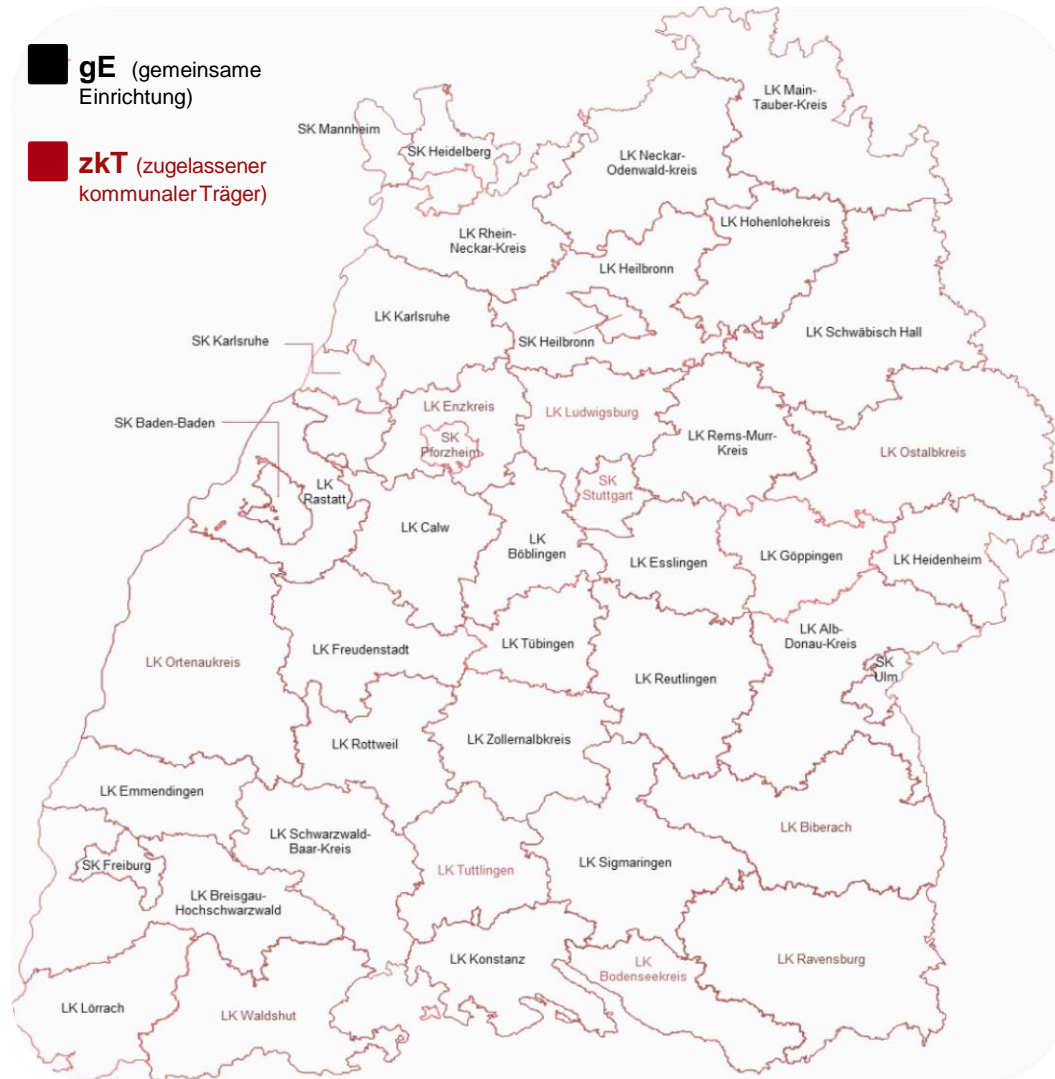 gE (gemeinsame
Einrichtung)
zkT (zugelassener
kommunaler Träger)
LK Main-
Tauber-Kreis
SK Mannheim
SK Heidelberg
LK Neckar-
Odenwald-kreis
LK Hohenlohekreis
LK Rhein-
Neckar-Kreis
LK Heilbronn
LK Karlsruhe
LK Schwäbisch Hall
SK Karlsruhe
SK Heilbronn
LK Enzkreis
LK Ludwigsburg
SK Baden-Baden
SK
Pforzheim
LK Rems-Murr-
Kreis
LK Ostalbkreis
LK
Rastatt
SK
Stuttgart
LK Calw
LK
Böblingen
LK Esslingen
LK Göppingen
LK Heidenheim
LK Alb-
Donau-Kreis
LK Ortenaukreis
LK Freudenstadt
LK Tübingen
LK Reutlingen
SK
Ulm
LK Rottweil
LK Zollernalbkreis
LK Emmendingen
LK Schwarzwald-
Baar-Kreis
LK Biberach
SK Freiburg
LK Tuttlingen
LK Sigmaringen
LK Breisgau-
Hochschwarzwald
LK Konstanz
LK
Bodenseekreis
LK Ravensburg
LK Lörrach
LK Waldshut